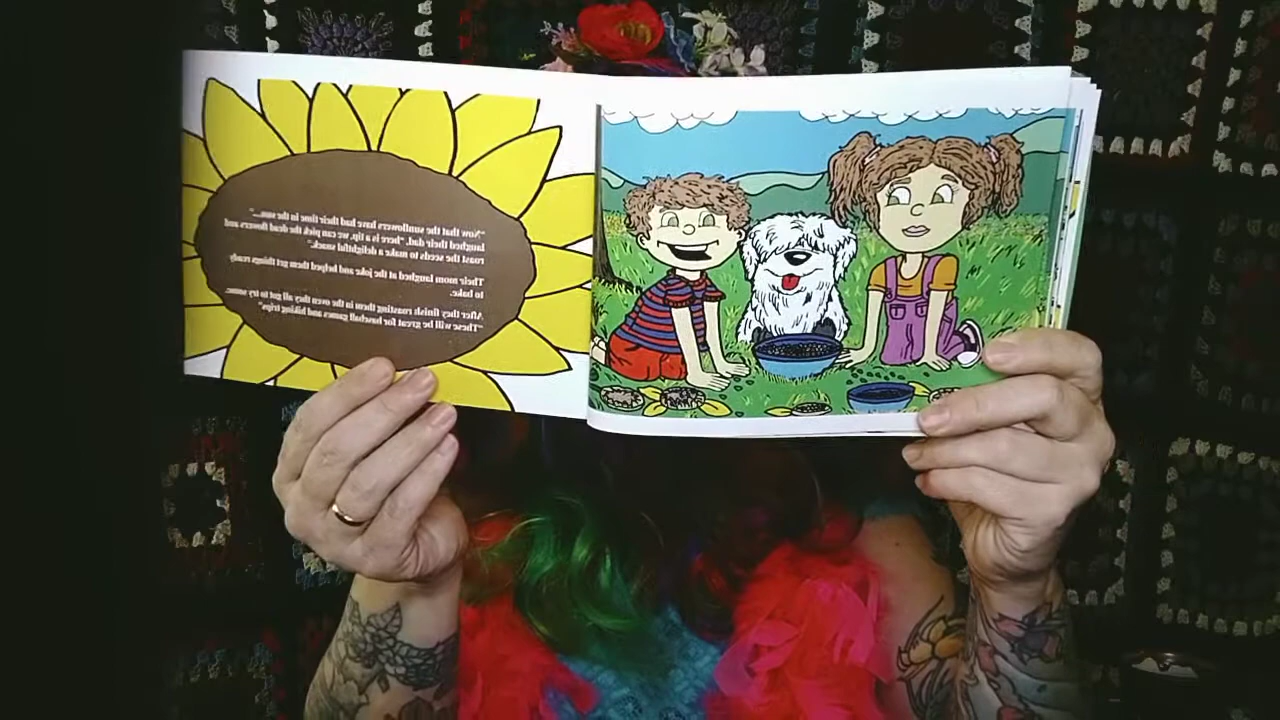 "Now that the sunflowers have had their time in the sun..."
laughed their dad, "here is a tip, we can pick the dead flowers and
roast the seeds to make a delightful snack."
Their mom laughed at the joke and helped them get things ready
to bake.
After they finish roasting them in the oven they all got to try some.
"These will be great for baseball games and hiking trips"